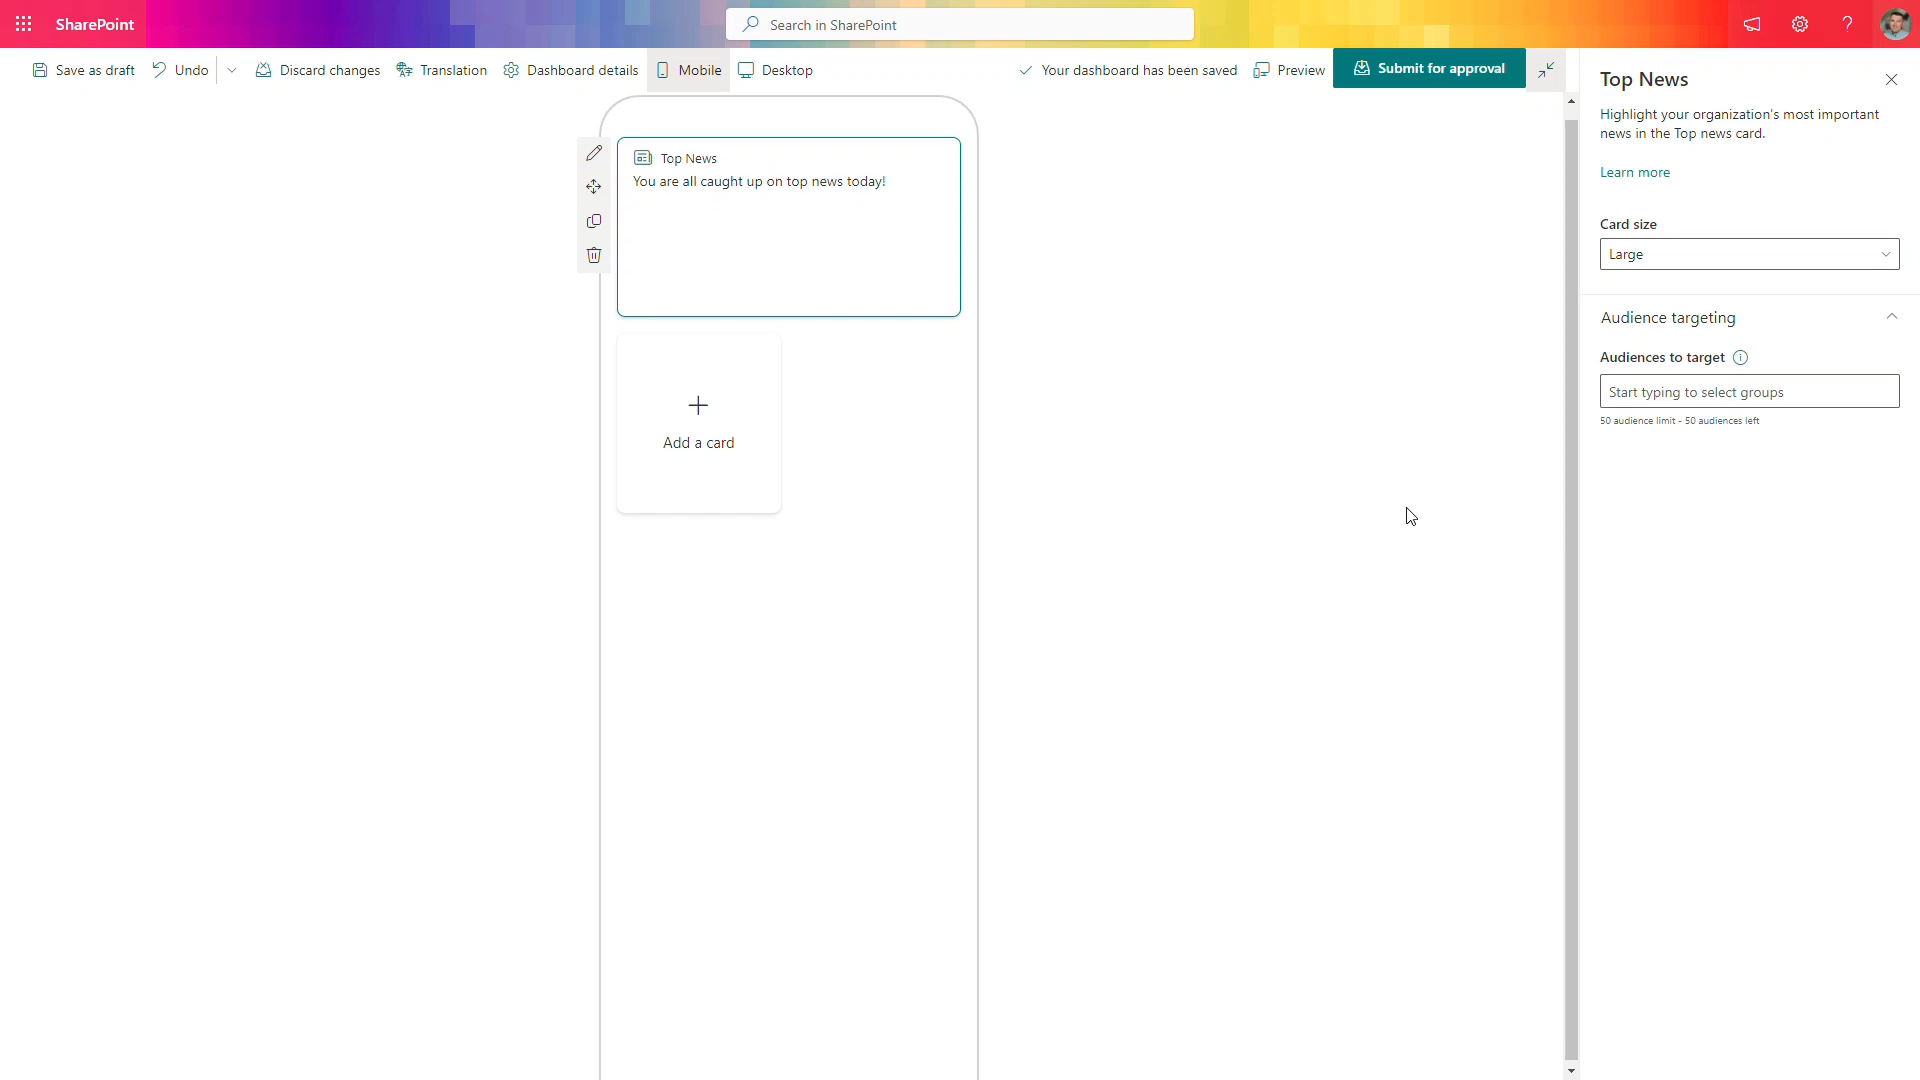 SharePoint
Search in SharePoint
Save as draft
Undo
Discard changes
Translation
Dashboard details
Mobile
Desktop
Your dashboard has been saved
Preview
Submit for approval
Top News
You are all caught up on top news today!
Add a card
Top News
Highlight your organization's most important
news in the Top news card.
Learn more
Card size
Large
Audience targeting
Audiences to target
Start typing to select groups
50 audience limit - 50 audiences left